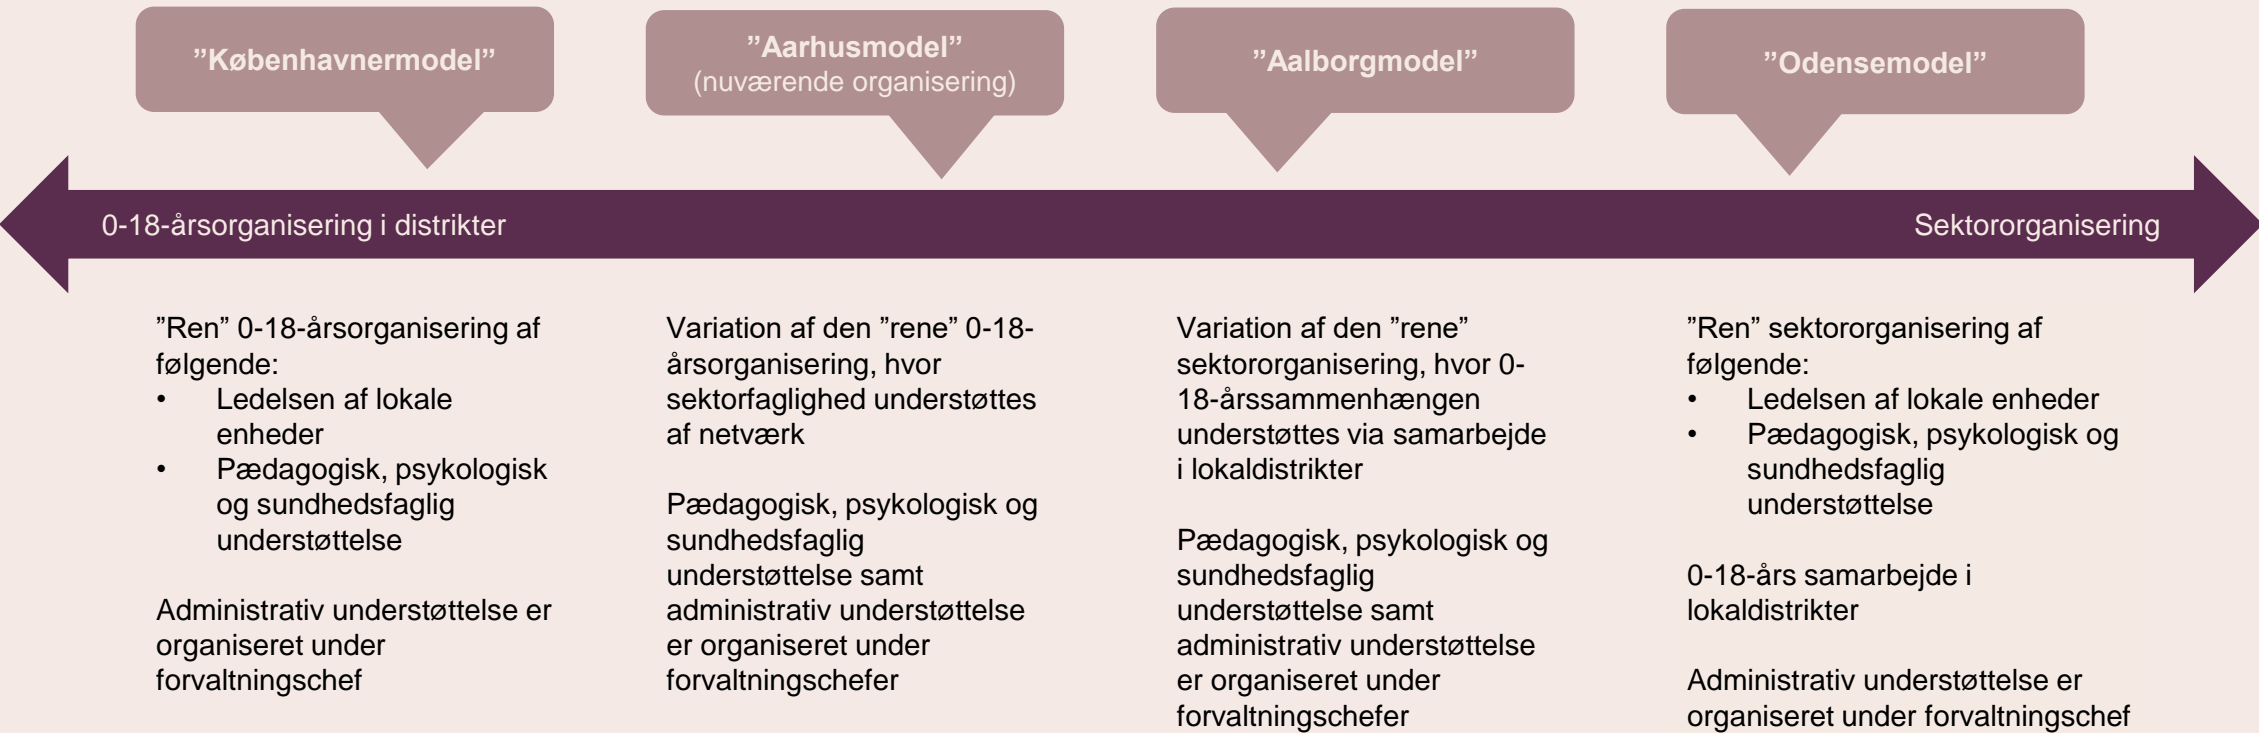 ”Københavnermodel”
”Aarhusmodel”
(nuværende organisering)
”Aalborgmodel”
”Odensemodel”
0-18-årsorganisering i distrikter
Sektororganisering
”Ren” 0-18-årsorganisering af
følgende:
• Ledelsen af lokale
enheder
• Pædagogisk, psykologisk
og sundhedsfaglig
understøttelse
Administrativ understøttelse er
organiseret under
forvaltningschef
Variation af den ”rene” 0-18-
årsorganisering, hvor
sektorfaglighed understøttes
af netværk
Pædagogisk, psykologisk og
sundhedsfaglig
understøttelse samt
administrativ understøttelse
er organiseret under
forvaltningschefer
Variation af den ”rene”
sektororganisering, hvor 0-
18-årssammenhængen
understøttes via samarbejde
i lokaldistrikter
Pædagogisk, psykologisk og
sundhedsfaglig
understøttelse samt
administrativ understøttelse
er organiseret under
forvaltningschefer
”Ren” sektororganisering af
følgende:
• Ledelsen af lokale enheder
• Pædagogisk, psykologisk og
sundhedsfaglig
understøttelse
0-18-års samarbejde i
lokaldistrikter
Administrativ understøttelse er
organiseret under forvaltningschef